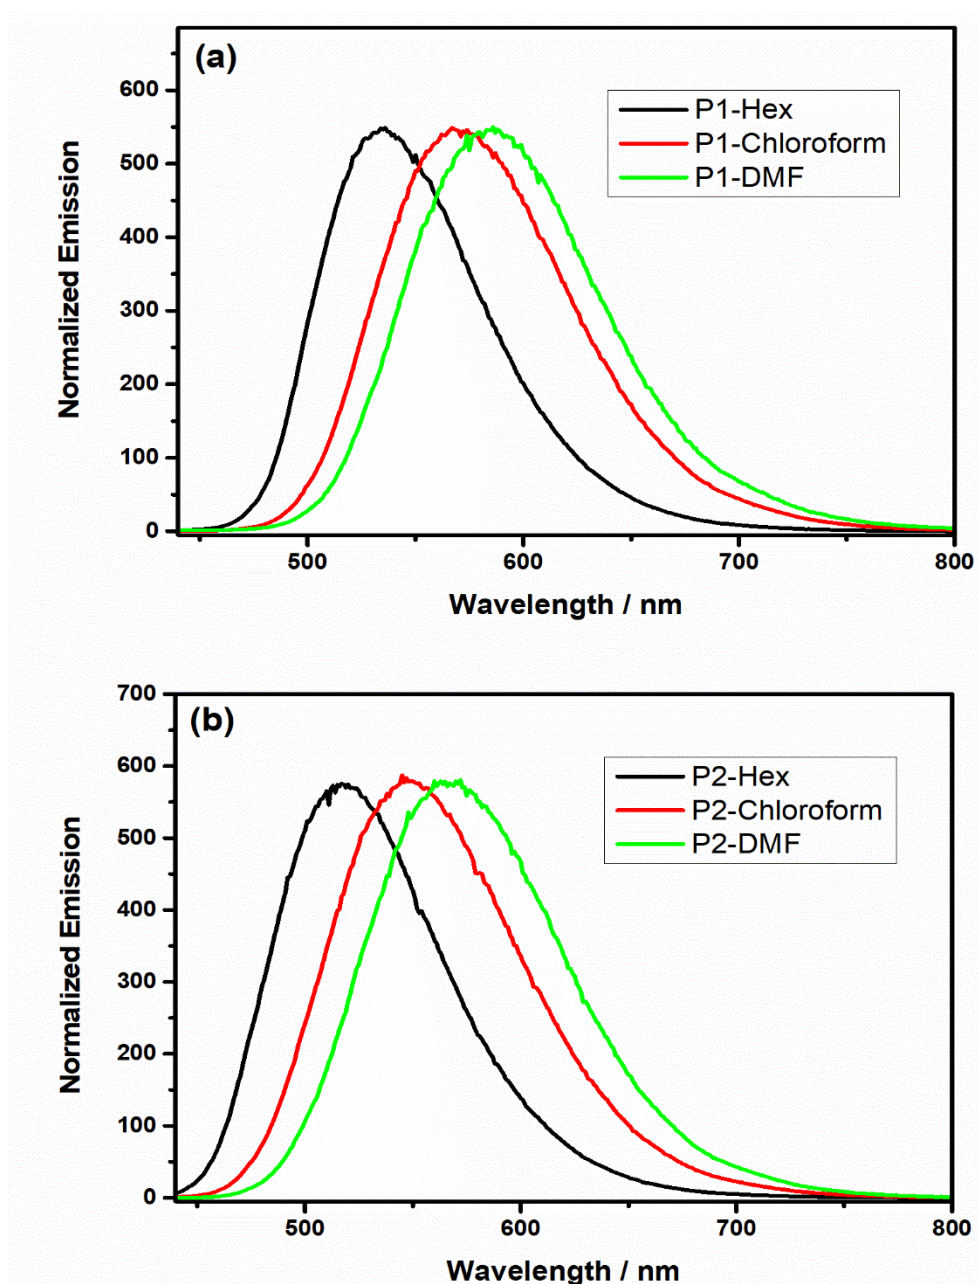 (a)
600
500
400
300
200
100
0
Normalized Emission
P1-Hex
P1-Chloroform
P1-DMF
500 600 700 800
Wavelength / nm
(b)
700
600
500
400
300
200
100
0
Normalized Emission
P2-Hex
P2-Chloroform
P2-DMF
500 600 700 800
Wavelength / nm